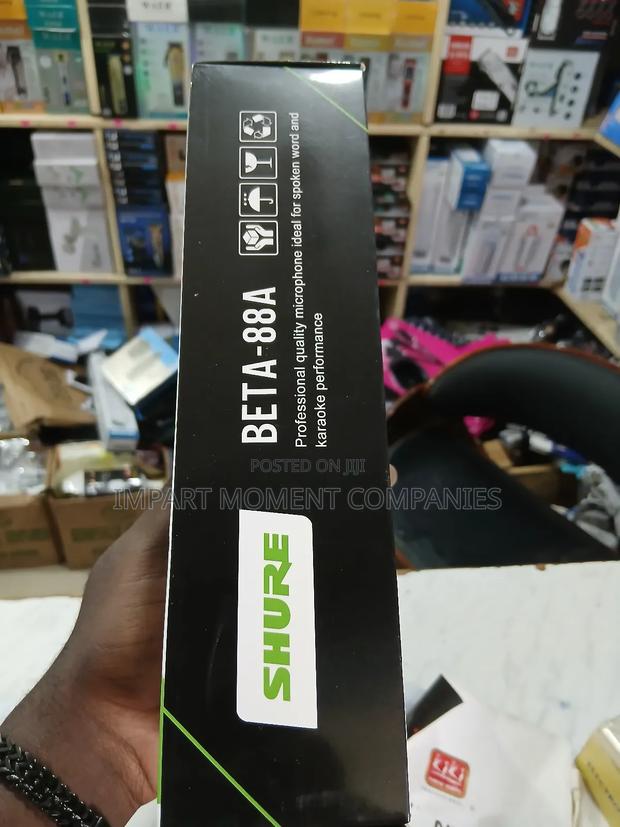 BETA-88A
Professional quality microphone ideal for spoken word and
karaoke performance
SHURE
POSTED ON JIJI
IMPART MOMENT COMPANIES
KIKI